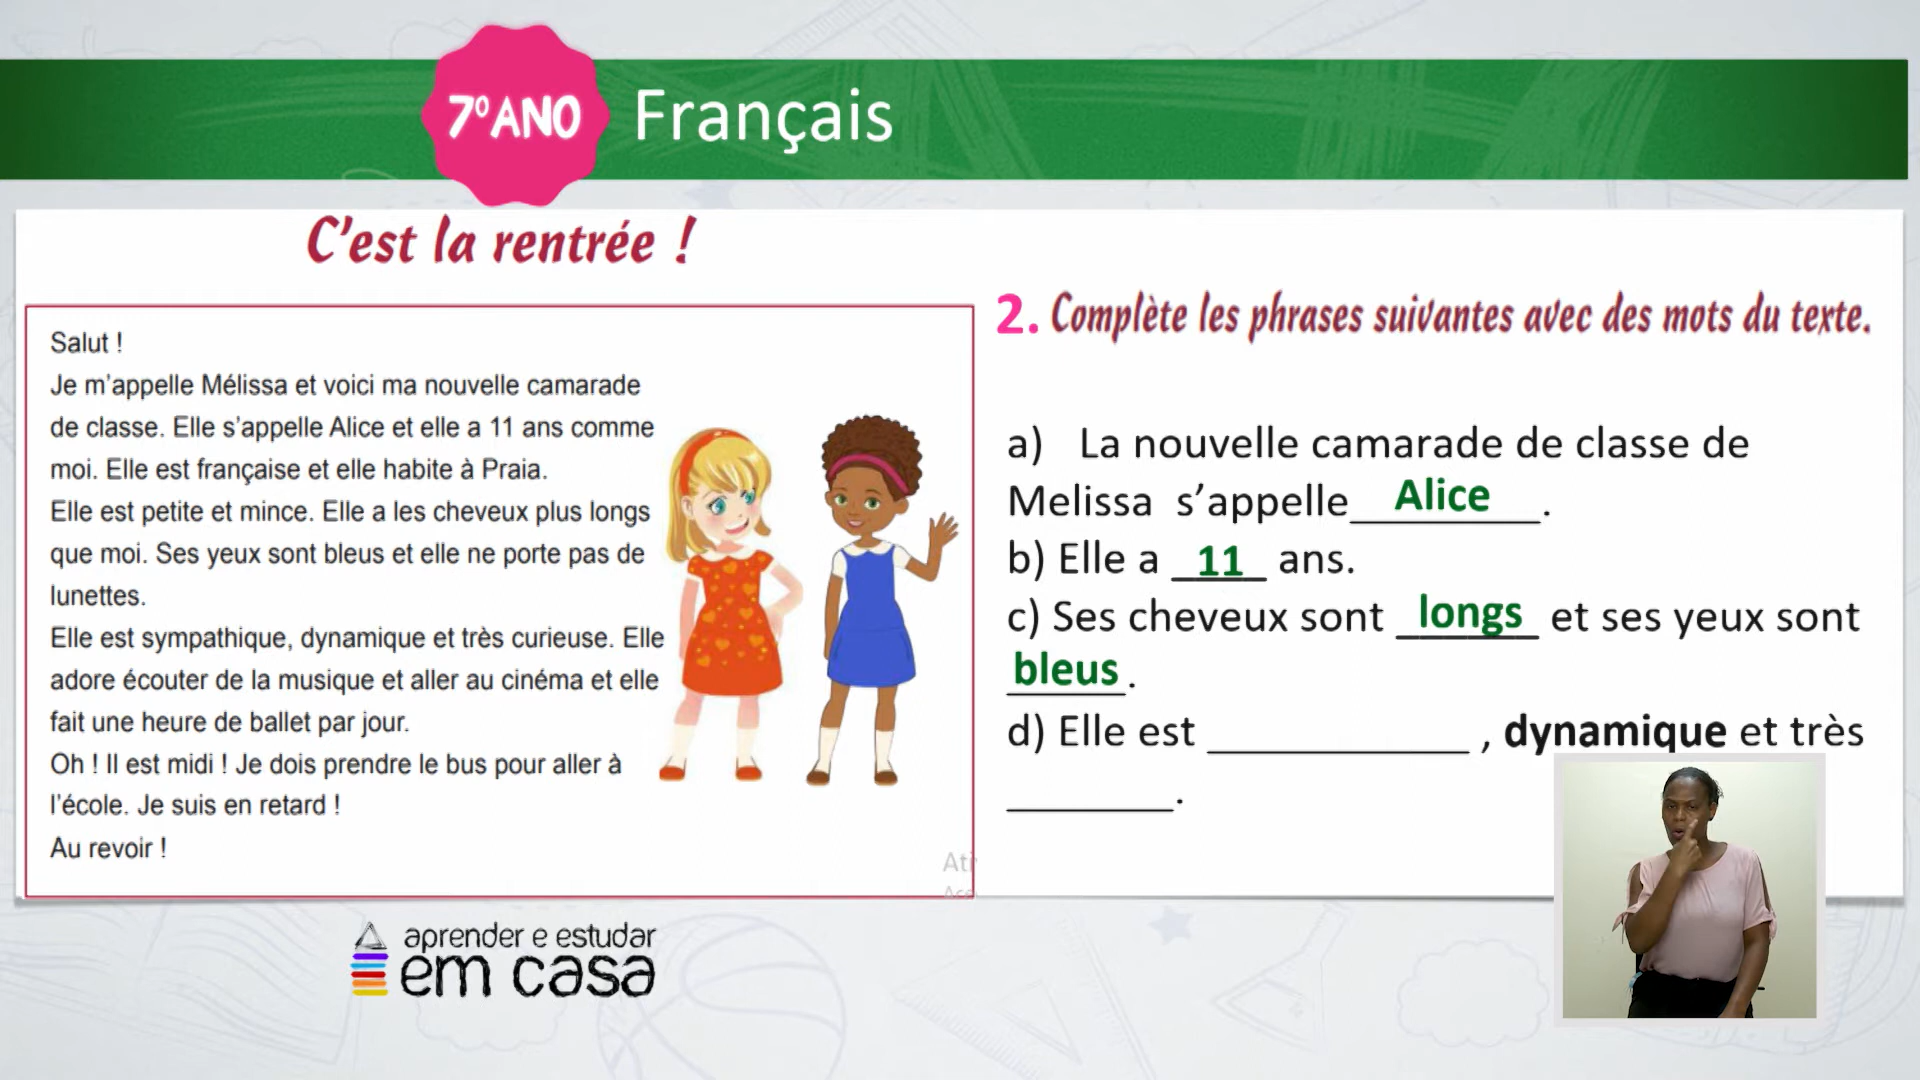 7ºANO Français
C'est la rentrée !
Salut !
Je m'appelle Mélissa et voici ma nouvelle camarade
de classe. Elle s'appelle Alice et elle a 11 ans comme
moi. Elle est française et elle habite à Praia.
Elle est petite et mince. Elle a les cheveux plus longs
que moi. Ses yeux sont bleus et elle ne porte pas de
lunettes.
Elle est sympathique, dynamique et très curieuse. Elle
adore écouter de la musique et aller au cinéma et elle
fait une heure de ballet par jour.
Oh ! Il est midi ! Je dois prendre le bus pour aller à
l'école. Je suis en retard !
Au revoir !
2. Complète les phrases suivantes avec des mots du texte.
a) La nouvelle camarade de classe de
Melissa s'appelle Alice.
b) Elle a 11 ans.
c) Ses cheveux sont longs et ses yeux sont
bleus.
d) Elle est ___________ , dynamique et très
_______.
aprender e estudar
em casa